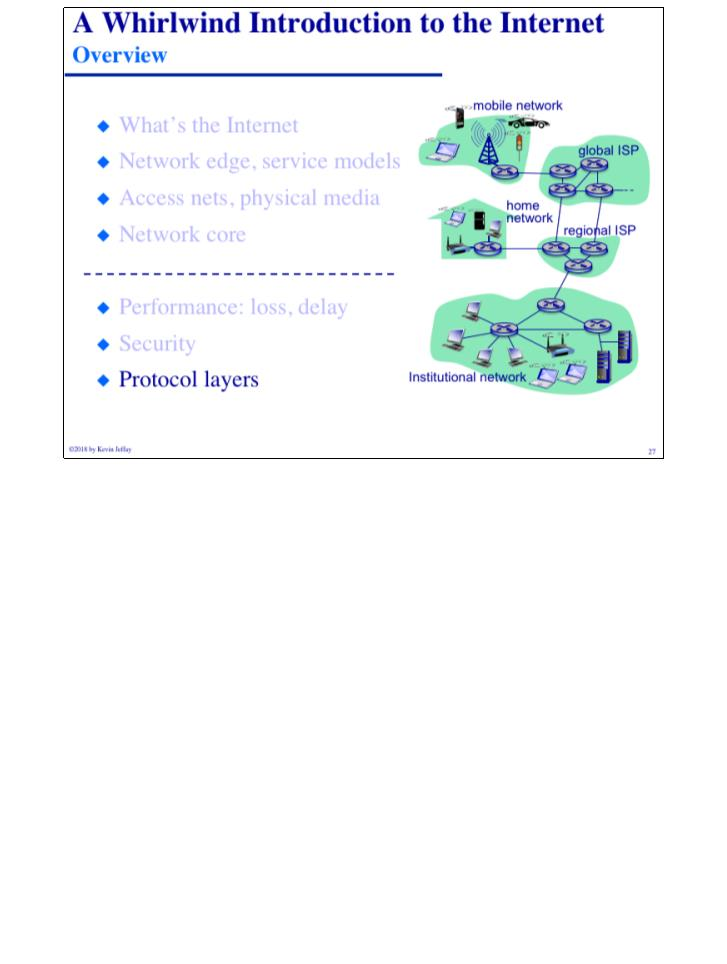 A Whirlwind Introduction to the Internet
Overview
What's the Internet
Network edge, service models
Access nets, physical media
Network core
Performance: loss, delay
Security
Protocol layers
mobile network
global ISP
home
network
regional ISP
Institutional network
©2018 by Kevin Jeffay
27